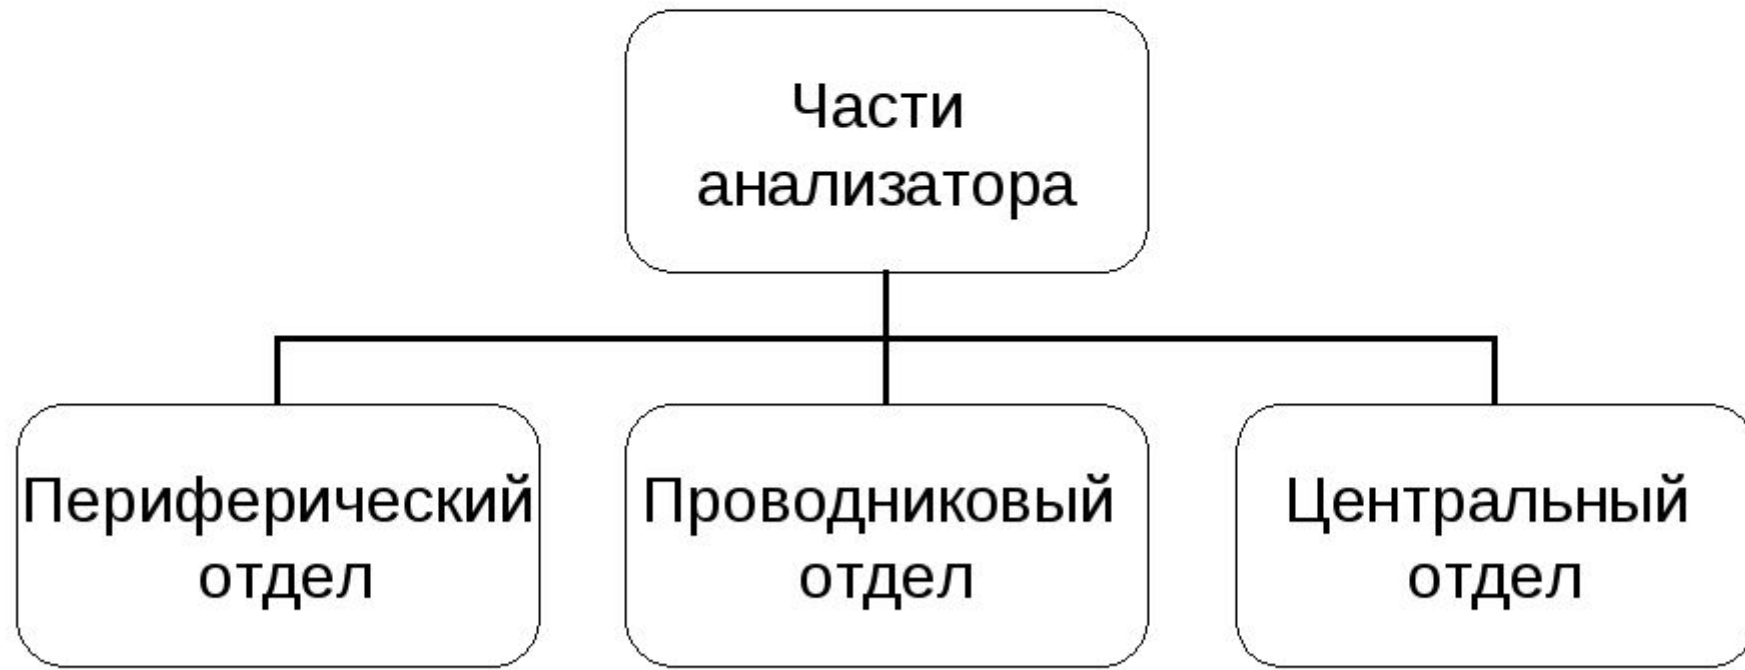 Части
анализатора
Периферический
отдел
Проводниковый
отдел
Центральный
отдел